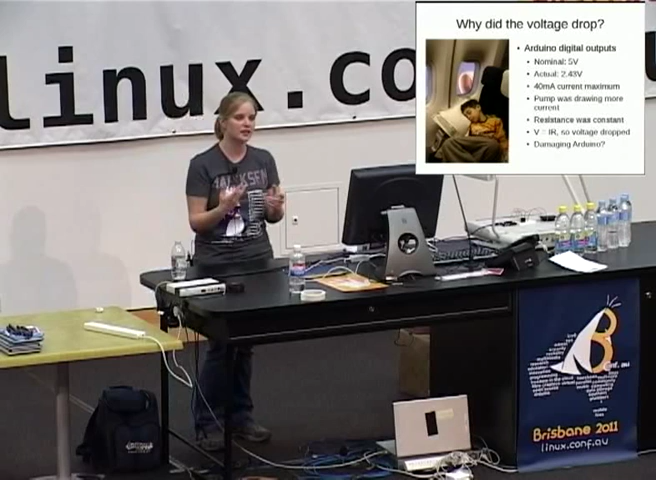 linux.co
Why did the voltage drop?
• Arduino digital outputs
• Nominal: 5V
• Actual: 2.43V
• 40mA current maximum
• Pump was drawing more
current
• Resistance was constant
IR, so voltage dropped
• Damaging Arduino?
Brisbane 2011
linux.conf.au